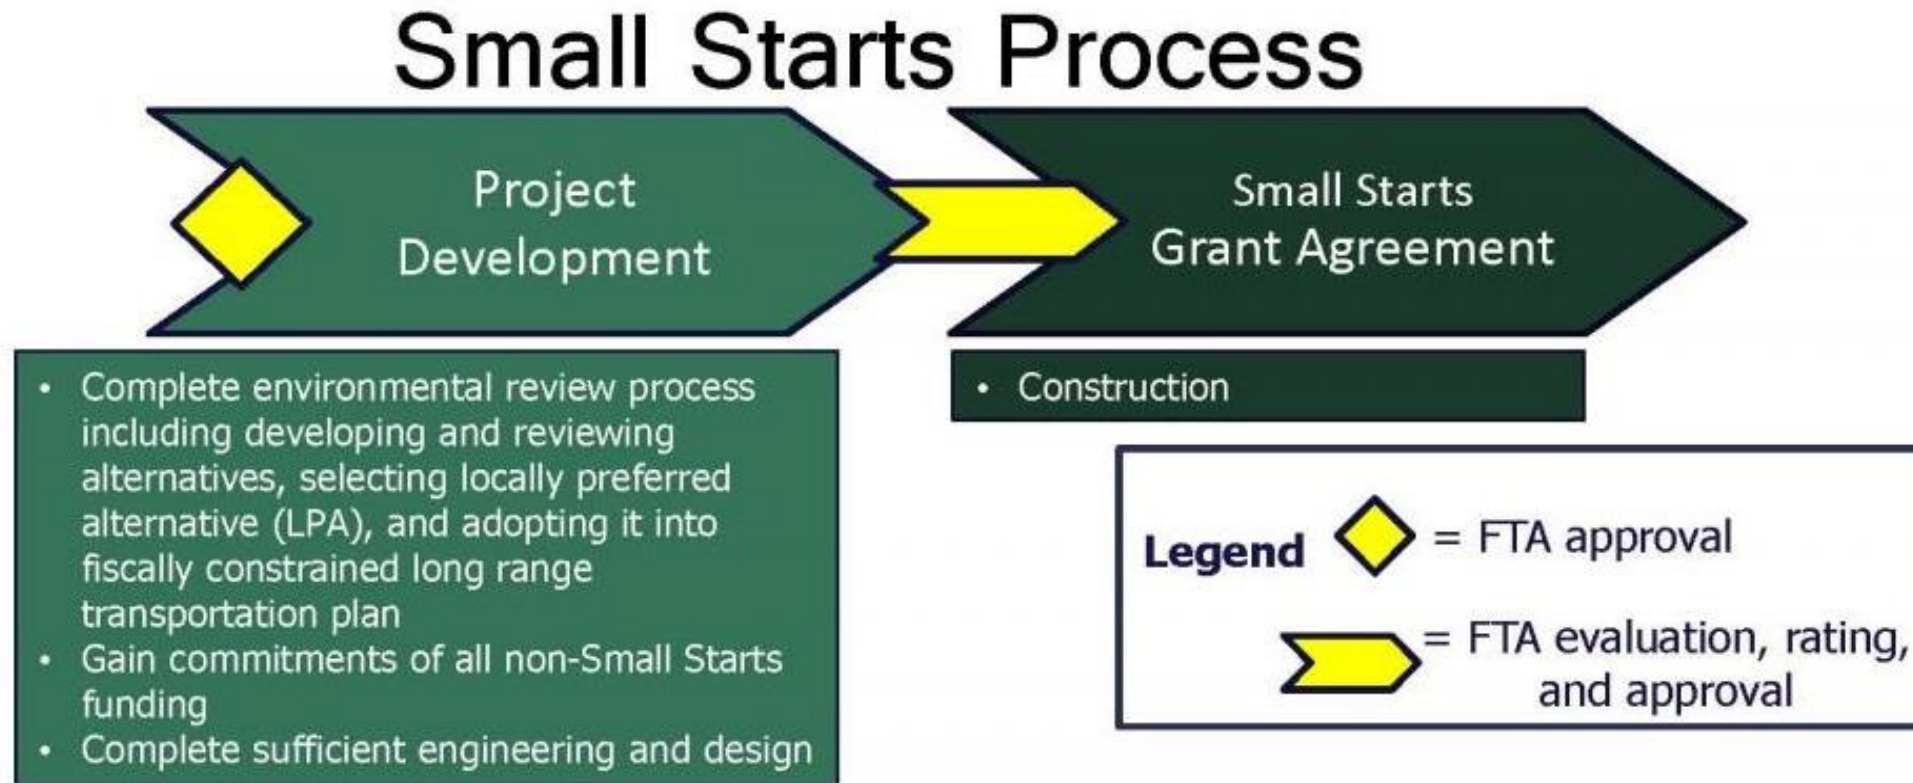 Small Starts Process
Project
Development
Small Starts
Grant Agreement
• Complete environmental review process
including developing and reviewing
alternatives, selecting locally preferred
alternative (LPA), and adopting it into
fiscally constrained long range
transportation plan
• Gain commitments of all non-Small Starts
funding
• Complete sufficient engineering and design
• Construction
Legend
= FTA approval
= FTA evaluation, rating,
and approval